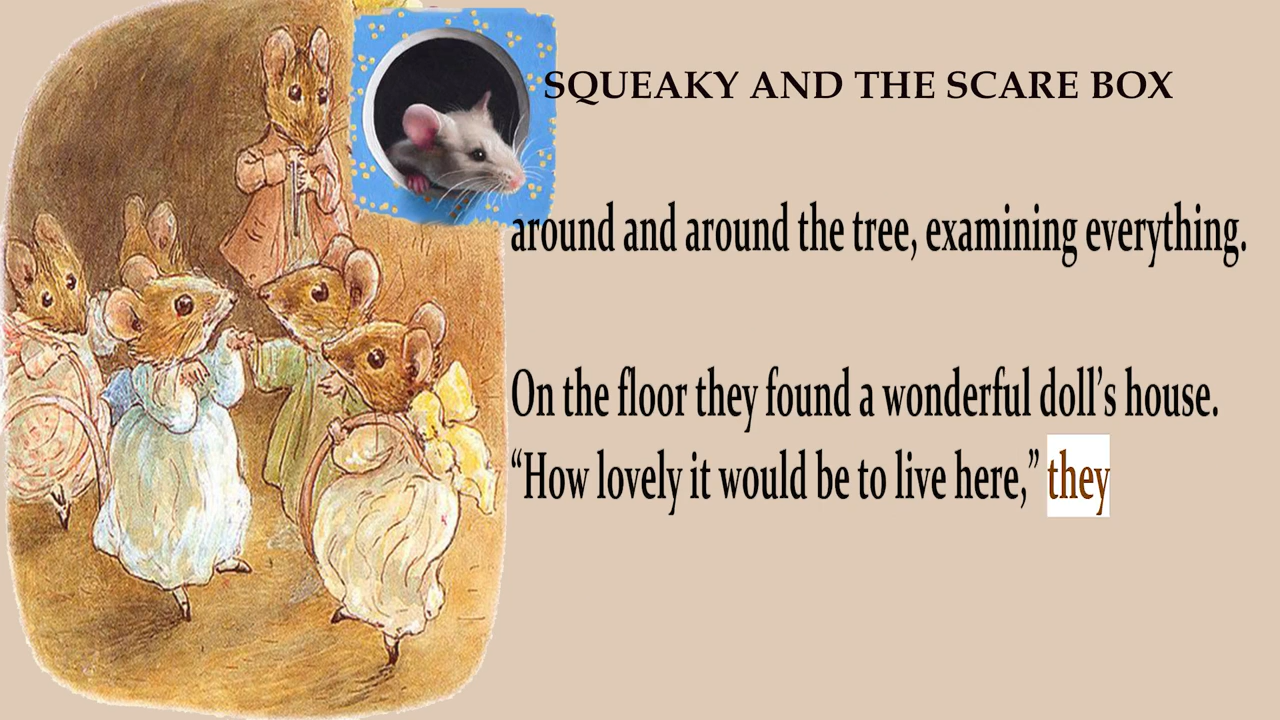 SQUEAKY AND THE SCARE BOX
around and around the tree, examining everything.
On the floor they found a wonderful doll’s house.
“How lovely it would be to live here,” they